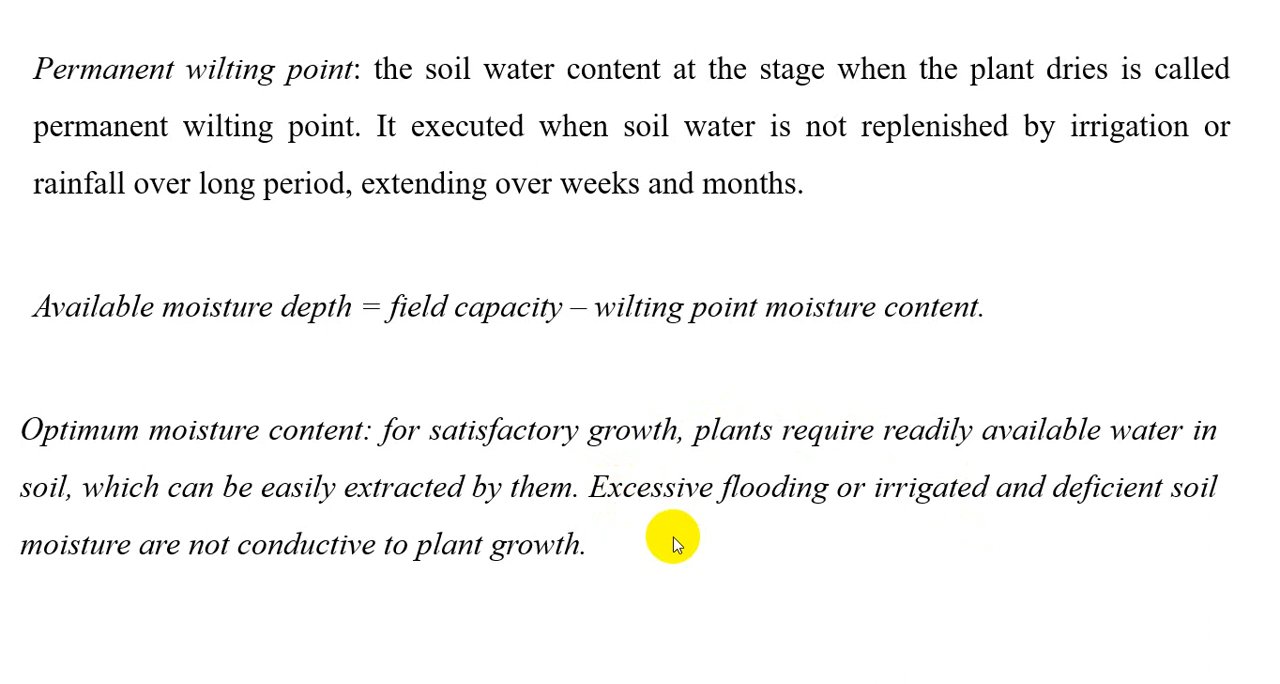 Permanent wilting point: the soil water content at the stage when the plant dries is called
permanent wilting point. It executed when soil water is not replenished by irrigation or
rainfall over long period, extending over weeks and months.
Available moisture depth = field capacity – wilting point moisture content.
Optimum moisture content: for satisfactory growth, plants require readily available water in
soil, which can be easily extracted by them. Excessive flooding or irrigated and deficient soil
moisture are not conductive to plant growth.